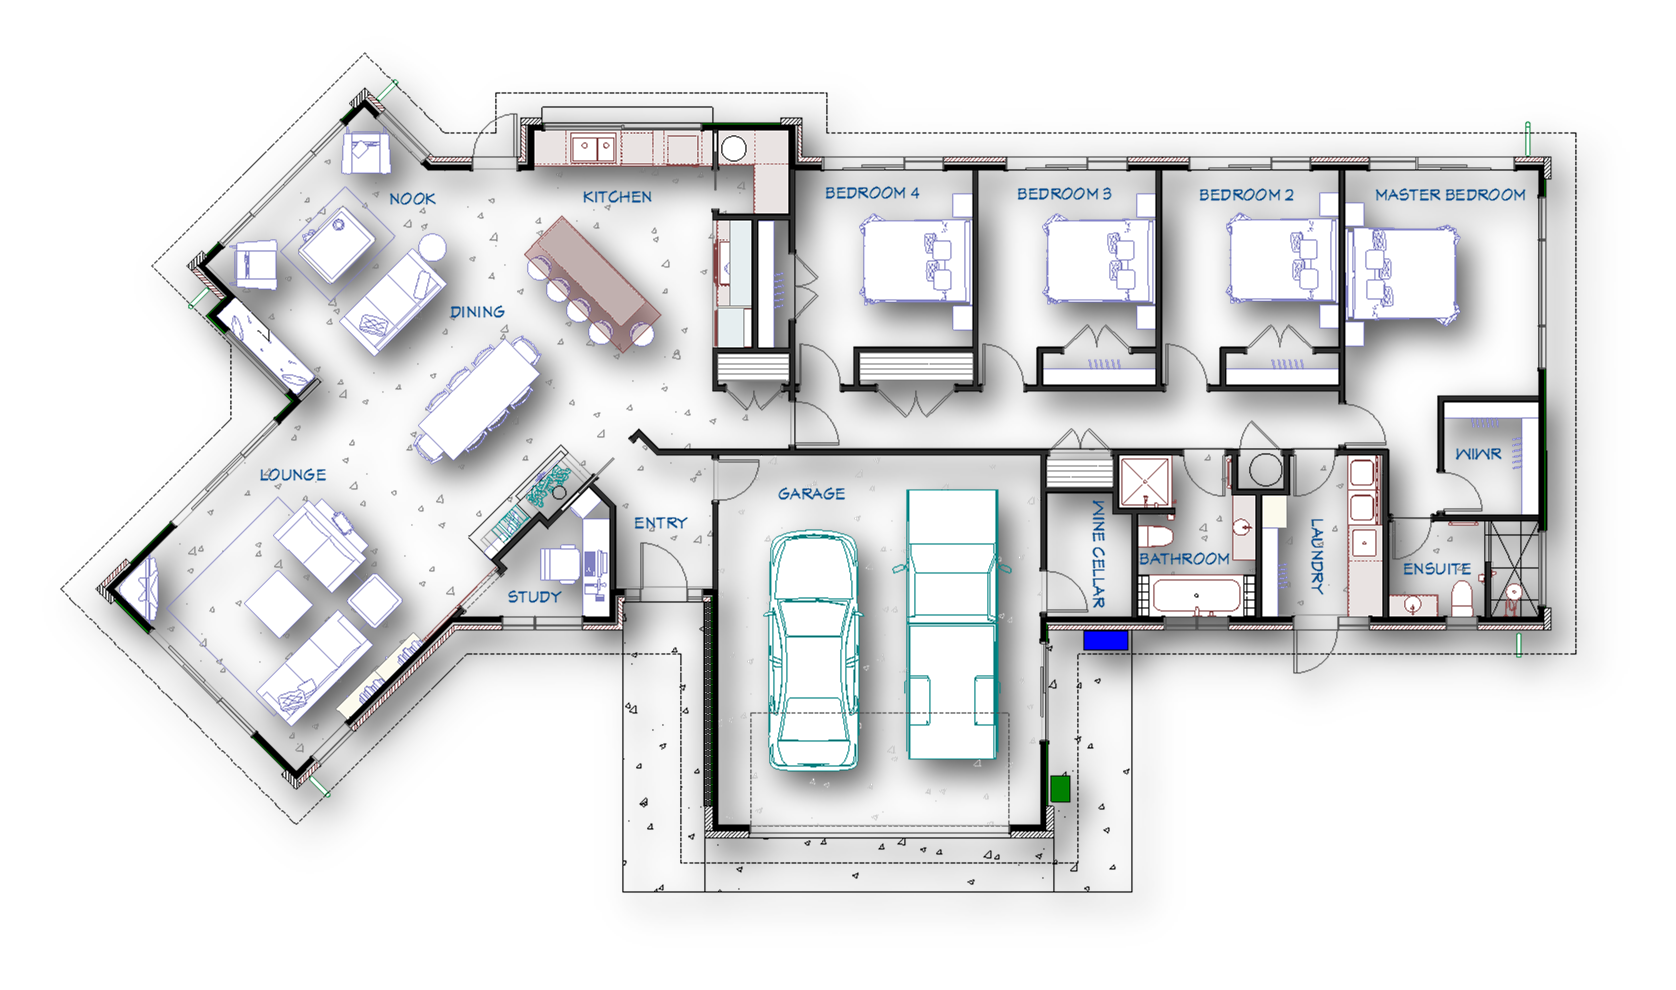 BEDROOM 4
BEDROOM 3
BEDROOM 2
MASTER BEDROOM
NOOK
KITCHEN
DINING
WIWR
LOUNGE
GARAGE
ENTRY
WINE CELLAR
BATHROOM
LAUNDRY
ENSUITE
STUDY